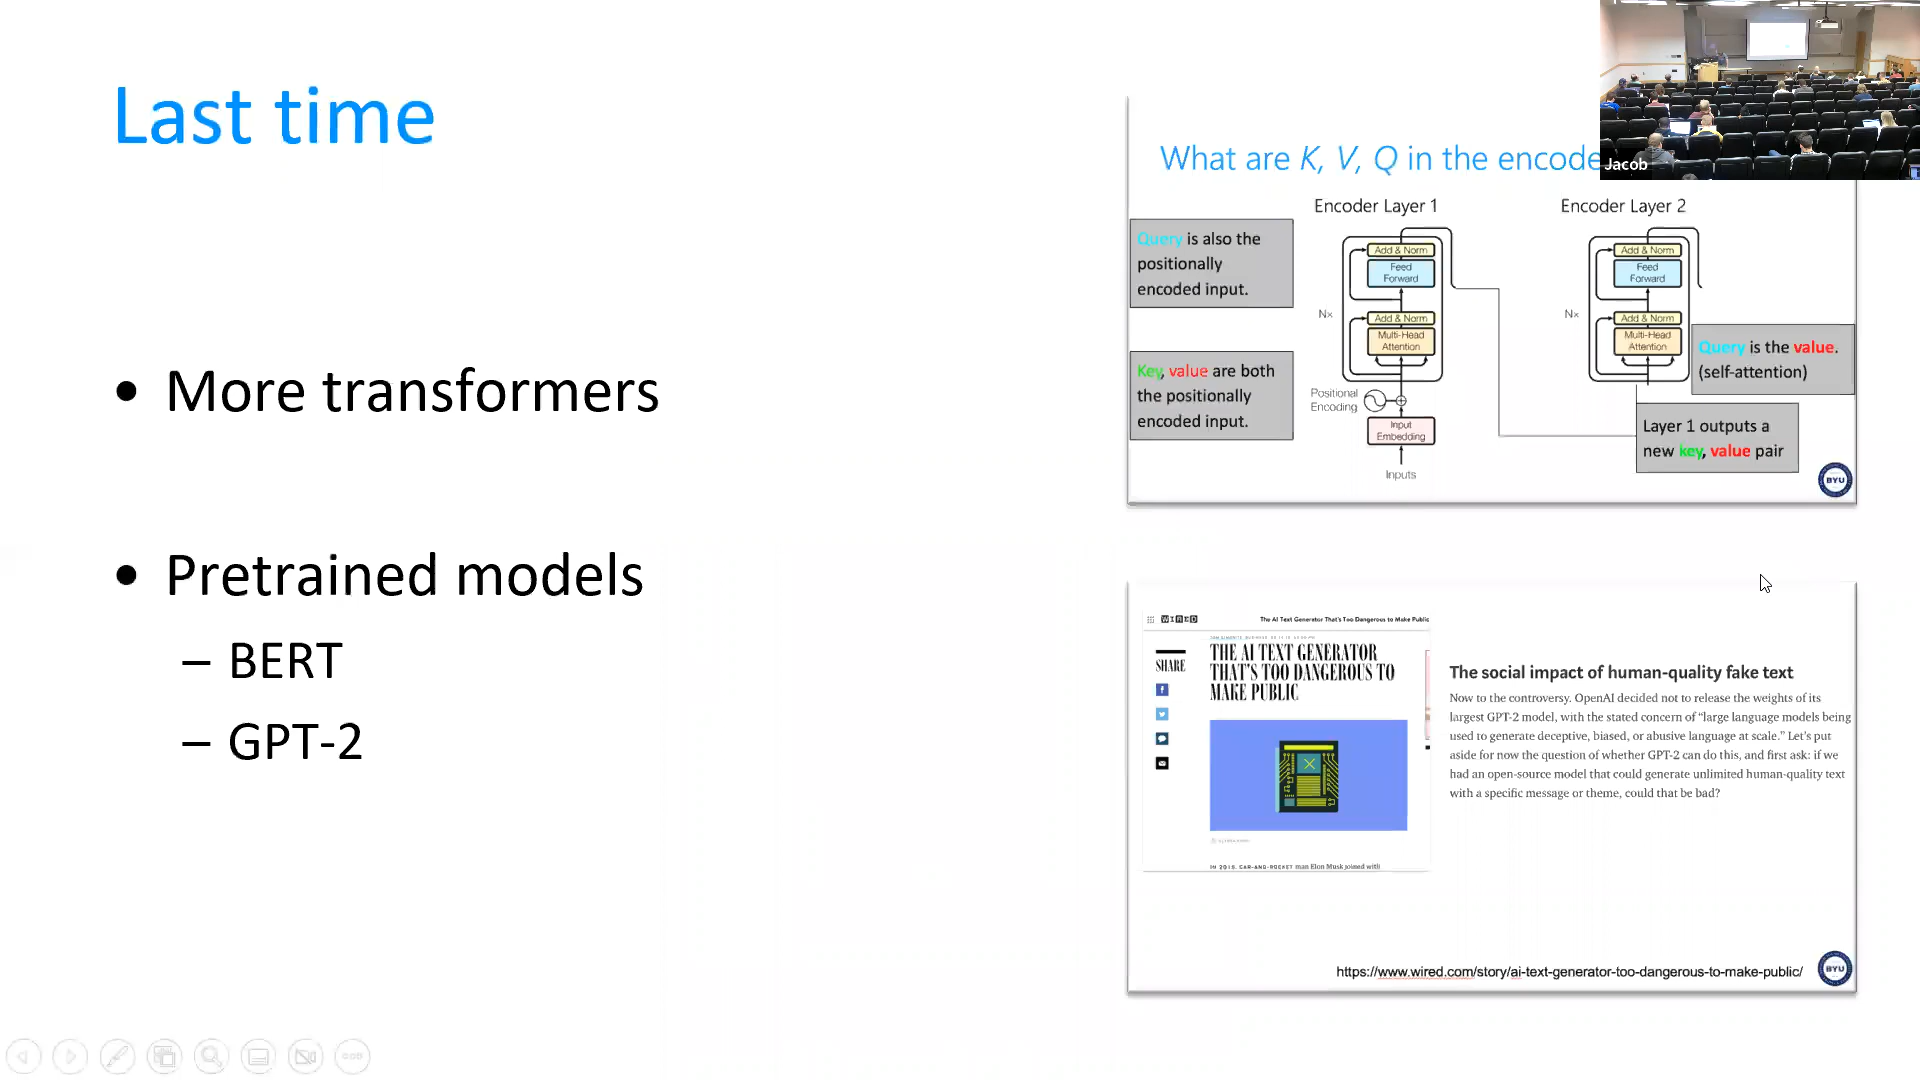 Last time
• More transformers
• Pretrained models
– BERT
– GPT-2
What are K, V, Q in the encode
Encoder Layer 1
Encoder Layer 2
Query is also the
positionally
encoded input.
Key, value are both
the positionally
encoded input.
Add & Norm
Feed
Forward
Nx
Add & Norm
Multi-Head
Attention
Positional
Encoding
Input
Embedding
Inputs
Add & Norm
Feed
Forward
Nx
Add & Norm
Multi-Head
Attention
Query is the value.
(self-attention)
Layer 1 outputs a
new key, value pair
BYU
Jacob
WIRED
The AI Text Generator That's Too Dangerous to Make Public
SHARE
THE AI TEXT GENERATOR
THAT'S TOO DANGEROUS TO
MAKE PUBLIC
IN 2015, CAR-AND-ROCKET man Elon Musk joined with
The social impact of human-quality fake text
Now to the controversy. OpenAI decided not to release the weights of its
largest GPT-2 model, with the stated concern of “large language models being
used to generate deceptive, biased, or abusive language at scale.” Let's put
aside for now the question of whether GPT-2 can do this, and first ask: if we
had an open-source model that could generate unlimited human-quality text
with a specific message or theme, could that be bad?
https://www.wired.com/story/ai-text-generator-too-dangerous-to-make-public/
BYU